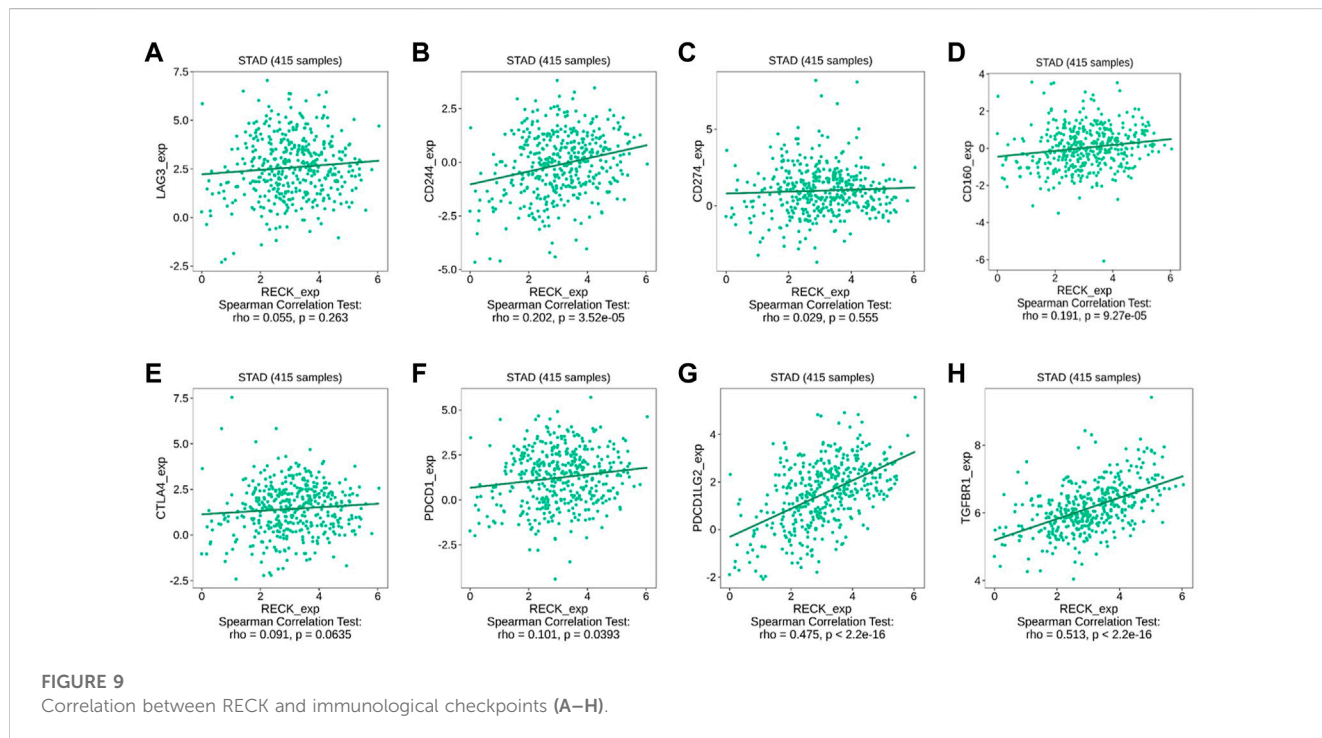 A
STAD (415 samples)
LAG3_exp
7.5
5.0
2.5
0.0
-2.5
0 2 4 6
RECK_exp
Spearman Correlation Test:
rho = 0.055, p = 0.263
B
STAD (415 samples)
CD244_exp
2.5
0.0
-2.5
-5.0
0 2 4 6
RECK_exp
Spearman Correlation Test:
rho = 0.202, p = 3.52e-05
C
STAD (415 samples)
CD274_exp
5
0
0 2 4 6
RECK_exp
Spearman Correlation Test:
rho = 0.029, p = 0.555
D
STAD (415 samples)
CD160_exp
4
2
0
-2
-4
-6
0 2 4 6
RECK_exp
Spearman Correlation Test:
rho = 0.191, p = 9.27e-05
E
STAD (415 samples)
CTLA4_exp
7.5
5.0
2.5
0.0
-2.5
0 2 4 6
RECK_exp
Spearman Correlation Test:
rho = 0.091, p = 0.0635
F
STAD (415 samples)
PDCD1_exp
5.0
2.5
0.0
-2.5
0 2 4 6
RECK_exp
Spearman Correlation Test:
rho = 0.101, p = 0.0393
G
STAD (415 samples)
PDCD1LG2_exp
4
2
0
-2
0 2 4 6
RECK_exp
Spearman Correlation Test:
rho = 0.475, p < 2.2e-16
H
STAD (415 samples)
TGFBR1_exp
8
6
4
0 2 4 6
RECK_exp
Spearman Correlation Test:
rho = 0.513, p < 2.2e-16
FIGURE 9
Correlation between RECK and immunological checkpoints (A–H).